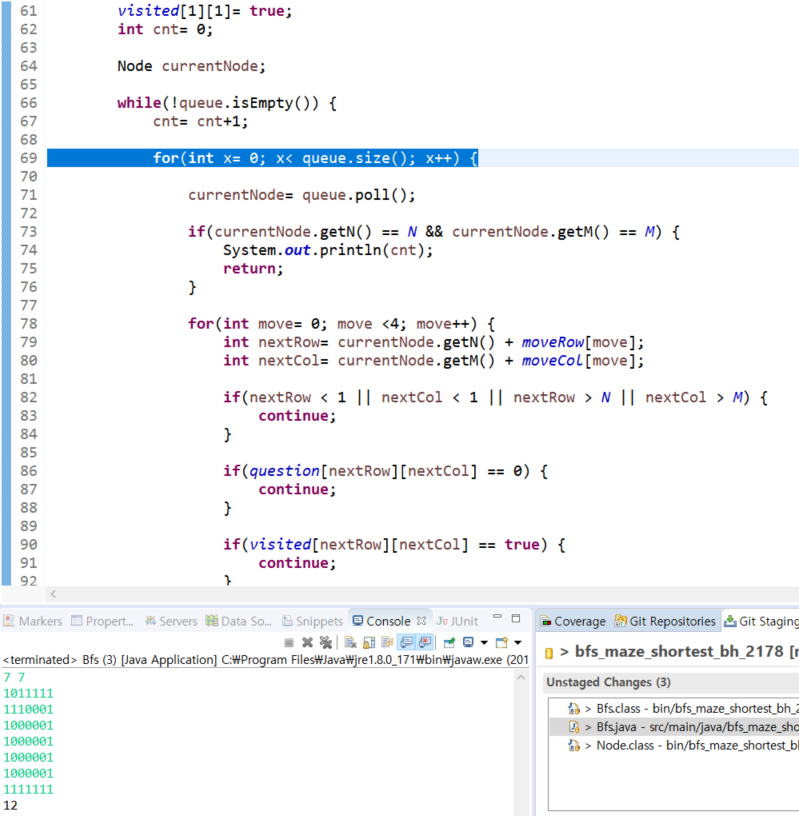 61 visited[1][1]= true;
62 int cnt= 0;
63
64 Node currentNode;
65
66 while(!queue.isEmpty()) {
67 cnt= cnt+1;
68
69 for(int x= 0; x< queue.size(); x++) {
70
71 currentNode= queue.poll();
72
73 if(currentNode.getN() == N && currentNode.getM() == M) {
74 System.out.println(cnt);
75 return;
76 }
77
78 for(int move= 0; move <4; move++) {
79 int nextRow= currentNode.getN() + moveRow[move];
80 int nextCol= currentNode.getM() + moveCol[move];
81
82 if(nextRow < 1 || nextCol < 1 || nextRow > N || nextCol > M) {
83 continue;
84 }
85
86 if(question[nextRow][nextCol] == 0) {
87 continue;
88 }
89
90 if(visited[nextRow][nextCol] == true) {
91 continue;
92 }
Markers Propert... Servers Data So... Snippets Console JUnit
<terminated> Bfs (3) [Java Application] C:₩Program Files₩Java₩jre1.8.0_171₩bin₩javaw.exe (201
7 7
1011111
1110001
1000001
1000001
1000001
1000001
1111111
12
Coverage Git Repositories Git Staging
> bfs_maze_shortest_bh_2178 [
Unstaged Changes (3)
> Bfs.class - bin/bfs_maze_shortest_bh_2
> Bfs.java - src/main/java/bfs_maze_sho
> Node.class - bin/bfs_maze_shortest_bh